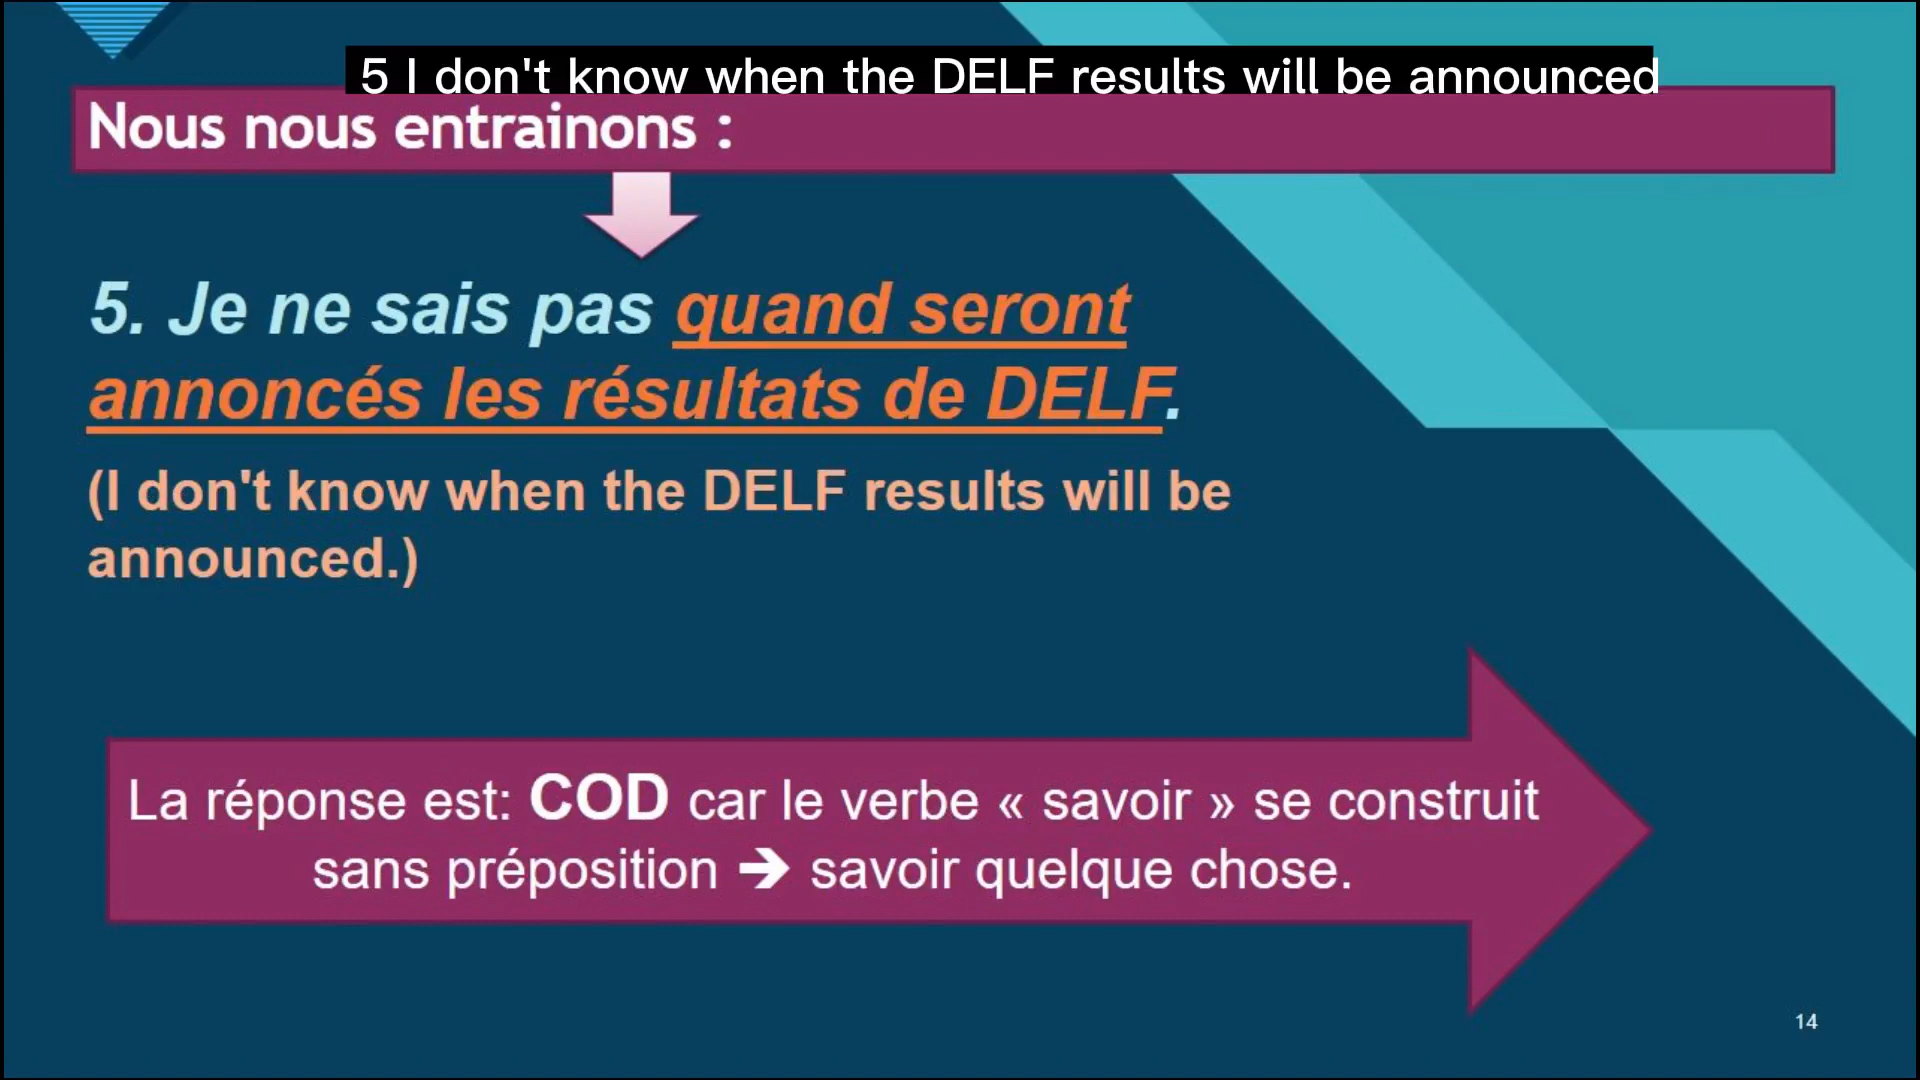 5 I don't know when the DELF results will be announced
Nous nous entrainons :
5. Je ne sais pas quand seront
annoncés les résultats de DELF.
(I don't know when the DELF results will be
announced.)
La réponse est: COD car le verbe « savoir » se construit
sans préposition ➔ savoir quelque chose.
14